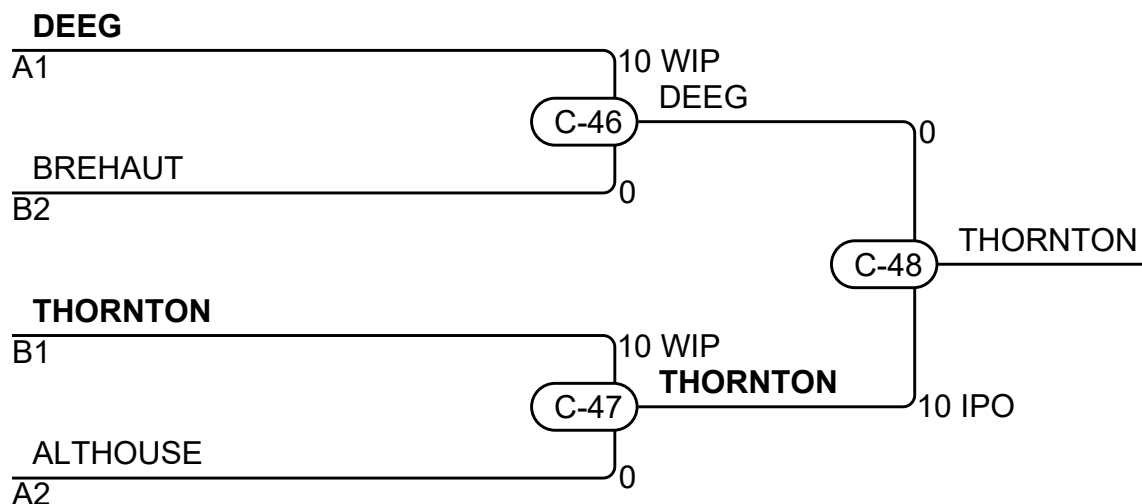 DEEG
A1
10 WIP
DEEG
C-46
0
BREHAUT
B2
0
THORNTON
C-48
THORNTON
B1
10 WIP
THORNTON
C-47
10 IPO
ALTHOUSE
A2
0